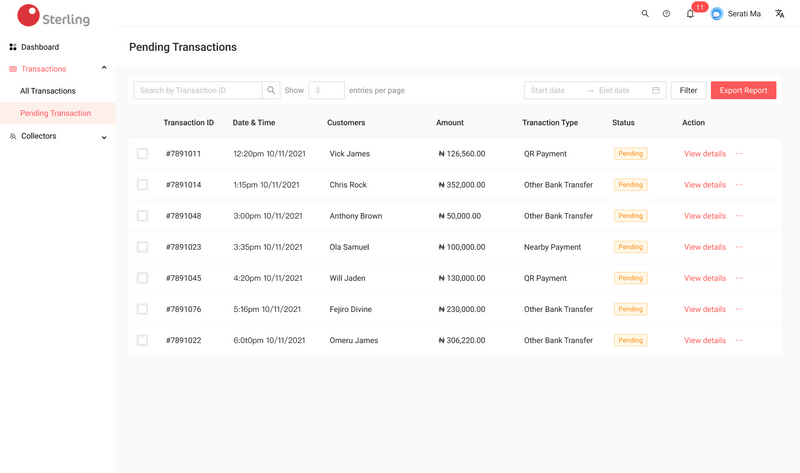 Sterling
11
Serati Ma
Dashboard
Transactions
All Transactions
Pending Transaction
Collectors
Pending Transactions
Search by Transaction ID
Show 3 entries per page
Start date → End date
Filter
Export Report
Transaction ID Date & Time Customers Amount Tranaction Type Status Action
#7891011 12:20pm 10/11/2021 Vick James ₦ 126,560.00 QR Payment Pending View details ···
#7891014 1:15pm 10/11/2021 Chris Rock ₦ 352,000.00 Other Bank Transfer Pending View details ···
#7891048 3:00pm 10/11/2021 Anthony Brown ₦ 50,000.00 Other Bank Transfer Pending View details ···
#7891023 3:35pm 10/11/2021 Ola Samuel ₦ 100,000.00 Nearby Payment Pending View details ···
#7891045 4:20pm 10/11/2021 Will Jaden ₦ 130,000.00 QR Payment Pending View details ···
#7891076 5:16pm 10/11/2021 Fejiro Divine ₦ 230,000.00 Other Bank Transfer Pending View details ···
#7891022 6:0t0pm 10/11/2021 Omeru James ₦ 306,220.00 Other Bank Transfer Pending View details ···